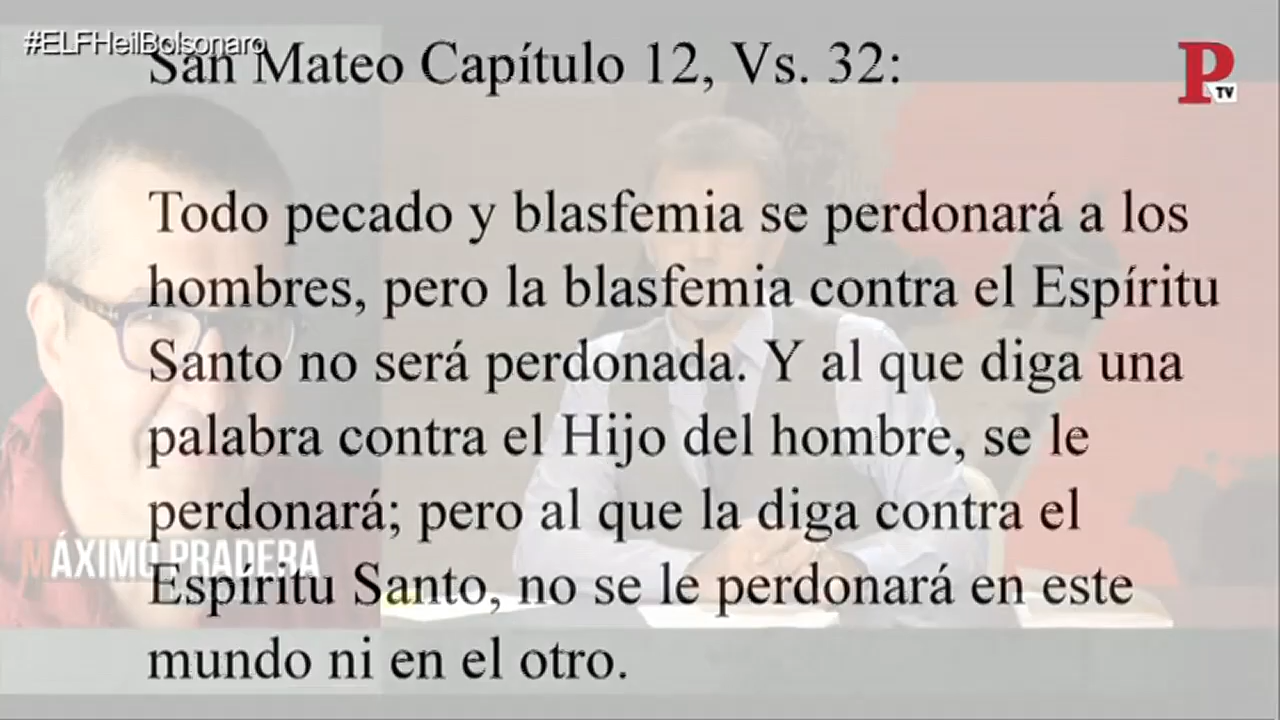 #ELFHeilBolsonaro
San Mateo Capítulo 12, Vs. 32:
P
TV
Todo pecado y blasfemia se perdonará a los
hombres, pero la blasfemia contra el Espíritu
Santo no será perdonada. Y al que diga una
palabra contra el Hijo del hombre, se le
perdonará; pero al que la diga contra el
MÁXIMO PRADERA
Espíritu Santo, no se le perdonará en este
mundo ni en el otro.